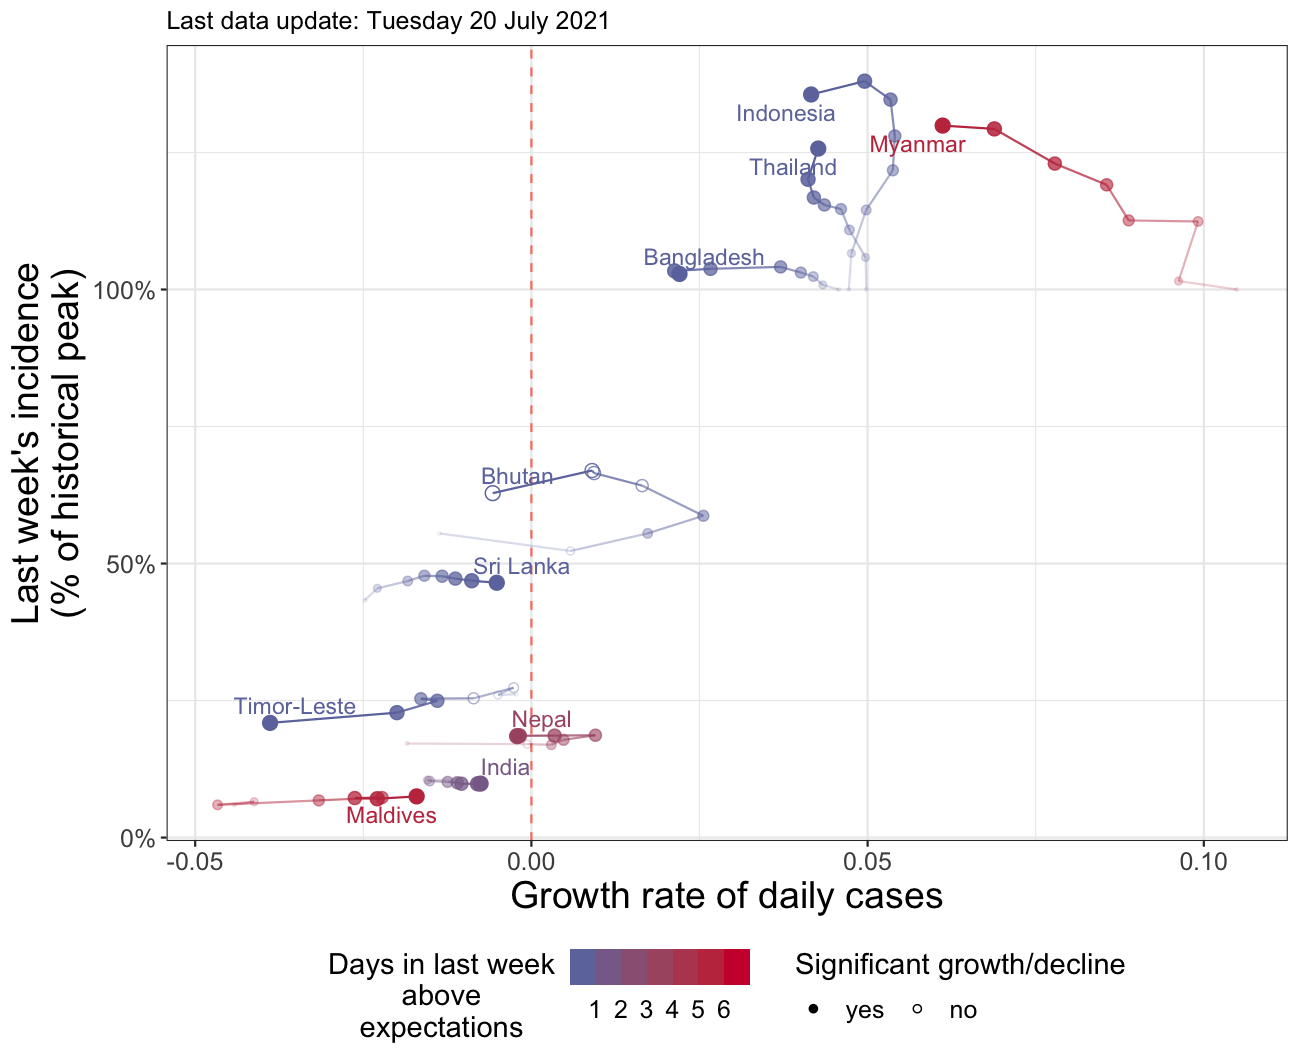 Last data update: Tuesday 20 July 2021
Last week's incidence
(% of historical peak)
100%
50%
0%
Indonesia
Myanmar
Thailand
Bangladesh
Bhutan
Sri Lanka
Timor-Leste
Nepal
India
Maldives
-0.05
0.00
0.05
0.10
Growth rate of daily cases
Days in last week
above
expectations
1 2 3 4 5 6
Significant growth/decline
yes
no